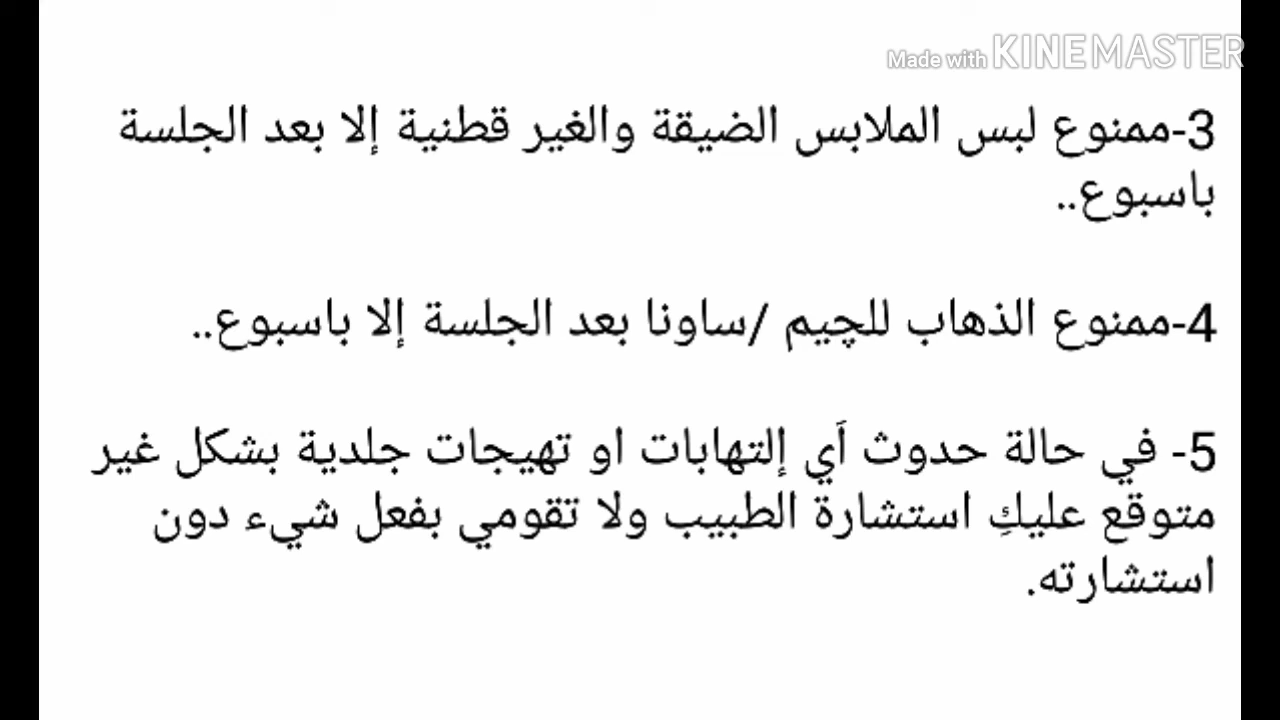 Made with KINEMASTER
3-ممنوع لبس الملابس الضيقة والغير قطنية إلا بعد الجلسة
باسبوع..
4-ممنوع الذهاب للچيم /ساونا بعد الجلسة إلا باسبوع..
5- في حالة حدوث اَي إلتهابات او تهيجات جلدية بشكل غير
متوقع عليكِ استشارة الطبيب ولا تقومي بفعل شيء دون
استشارته.